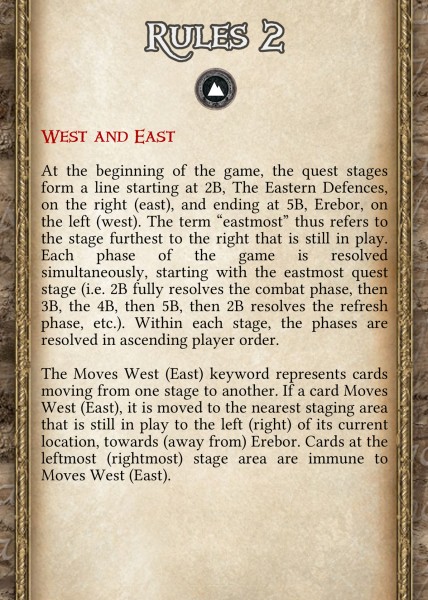 Rules 2
West and East
At the beginning of the game, the quest stages
form a line starting at 2B, The Eastern Defences,
on the right (east), and ending at 5B, Erebor, on
the left (west). The term “eastmost” thus refers to
the stage furthest to the right that is still in play.
Each phase of the game is resolved
simultaneously, starting with the eastmost quest
stage (i.e. 2B fully resolves the combat phase, then
3B, the 4B, then 5B, then 2B resolves the refresh
phase, etc.). Within each stage, the phases are
resolved in ascending player order.
The Moves West (East) keyword represents cards
moving from one stage to another. If a card Moves
West (East), it is moved to the nearest staging area
that is still in play to the left (right) of its current
location, towards (away from) Erebor. Cards at the
leftmost (rightmost) stage area are immune to
Moves West (East).